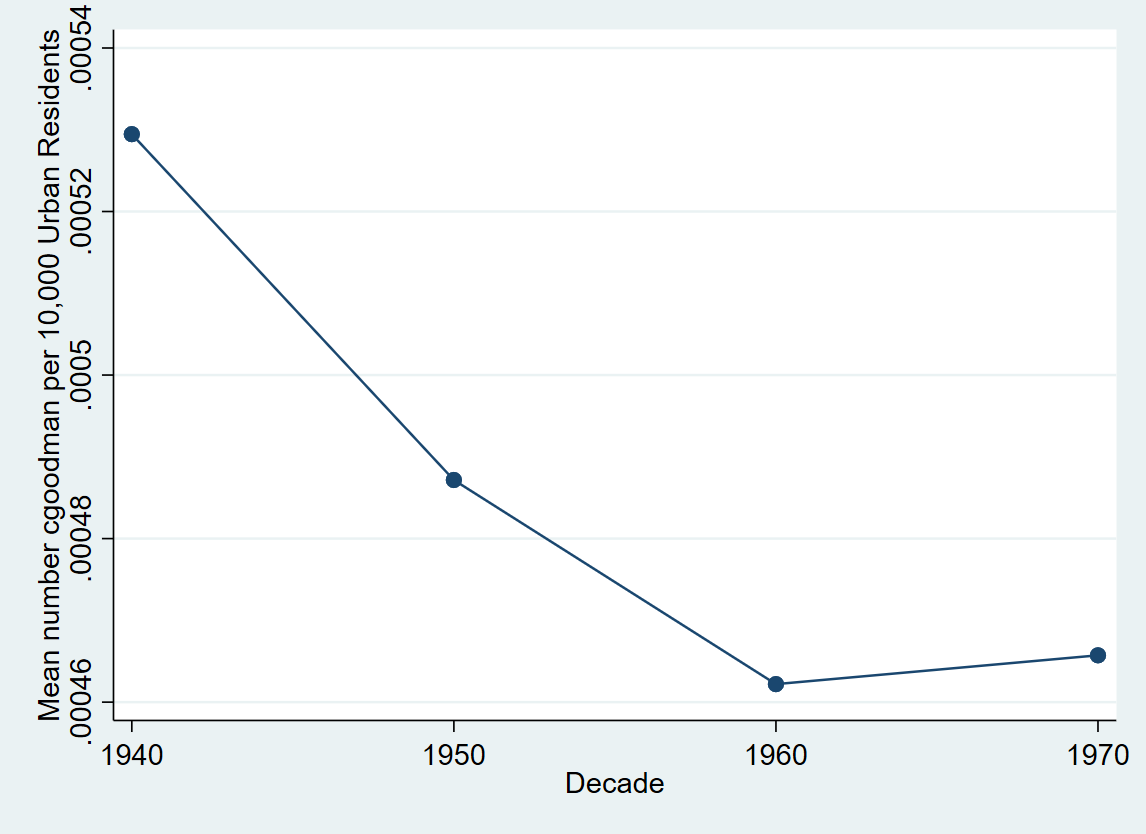 Mean number cgoodman per 10,000 Urban Residents
.00054
.00052
.0005
.00048
.00046
1940 1950 1960 1970
Decade